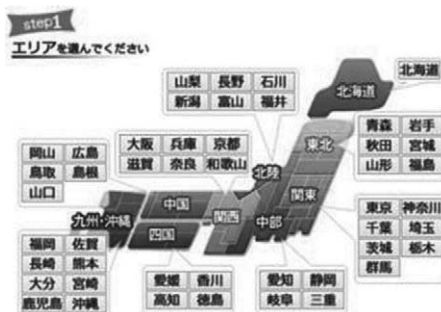 step1
エリアを選んでください
北海道
北海道
山梨 長野 石川
新潟 富山 福井
青森 岩手
秋田 宮城
山形 福島
東北
大阪 兵庫 京都
滋賀 奈良 和歌山
岡山 広島
鳥取 島根
山口
北陸
関東
中国
関西
中部
九州・沖縄
四国
東京 神奈川
千葉 埼玉
茨城 栃木
群馬
福岡 佐賀
長崎 熊本
大分 宮崎
鹿児島 沖縄
愛媛 香川
高知 徳島
愛知 静岡
岐阜 三重